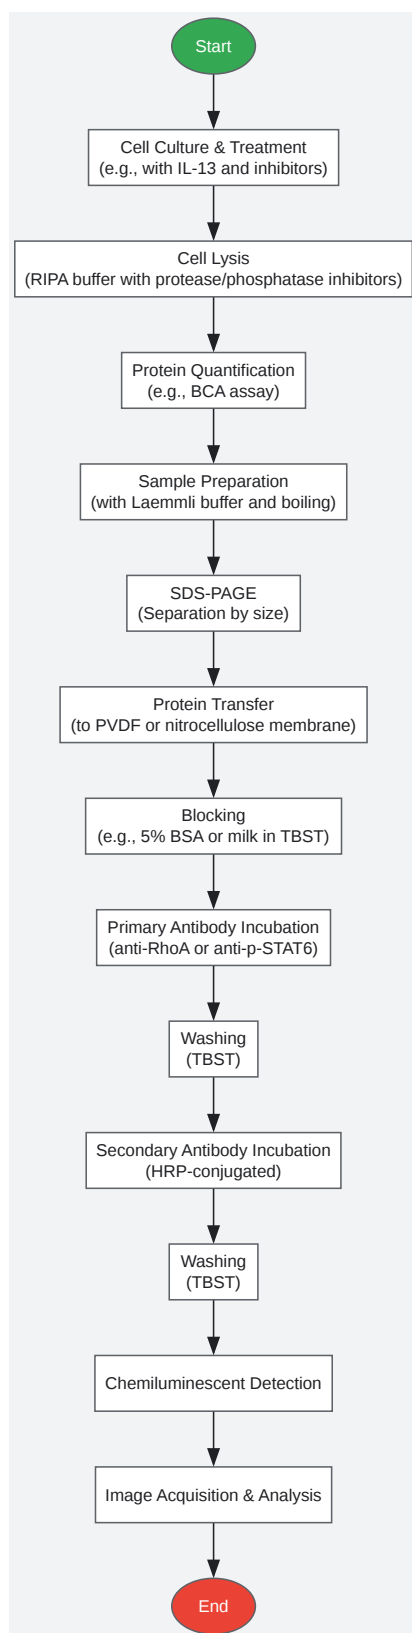 Start
Cell Culture & Treatment
(e.g., with IL-13 and inhibitors)
Cell Lysis
(RIPA buffer with protease/phosphatase inhibitors)
Protein Quantification
(e.g., BCA assay)
Sample Preparation
(with Laemmli buffer and boiling)
SDS-PAGE
(Separation by size)
Protein Transfer
(to PVDF or nitrocellulose membrane)
Blocking
(e.g., 5% BSA or milk in TBST)
Primary Antibody Incubation
(anti-RhoA or anti-p-STAT6)
Washing
(TBST)
Secondary Antibody Incubation
(HRP-conjugated)
Washing
(TBST)
Chemiluminescent Detection
Image Acquisition & Analysis
End